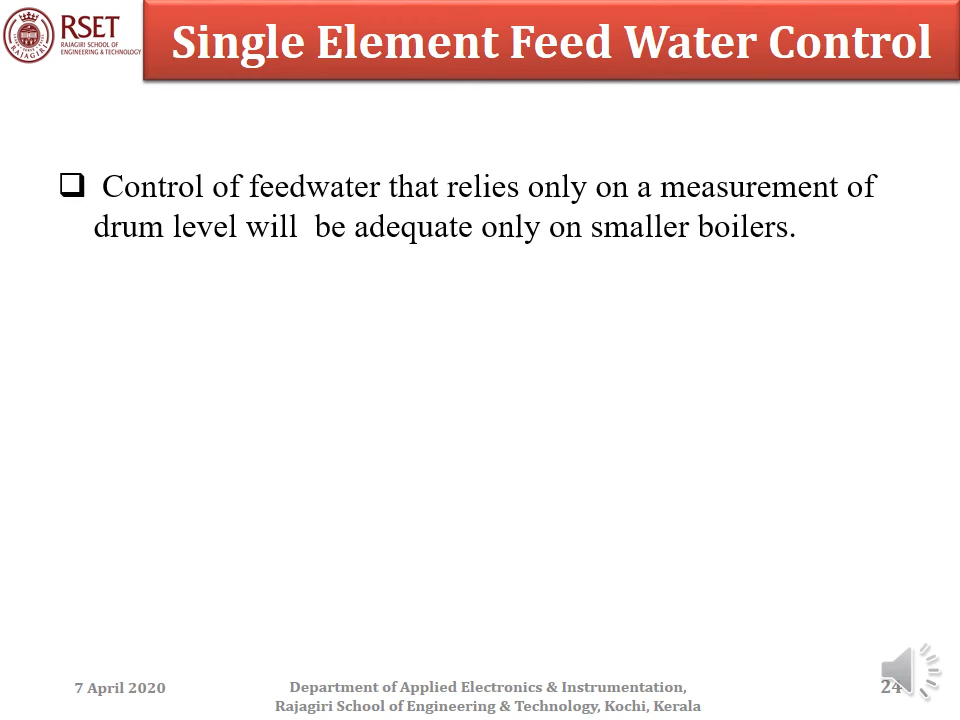 RSET
RAJAGIRI SCHOOL OF
ENGINEERING & TECHNOLOGY
RAJAGIRI
Single Element Feed Water Control
❑ Control of feedwater that relies only on a measurement of
drum level will be adequate only on smaller boilers.
7 April 2020
Department of Applied Electronics & Instrumentation,
Rajagiri School of Engineering & Technology, Kochi, Kerala
24